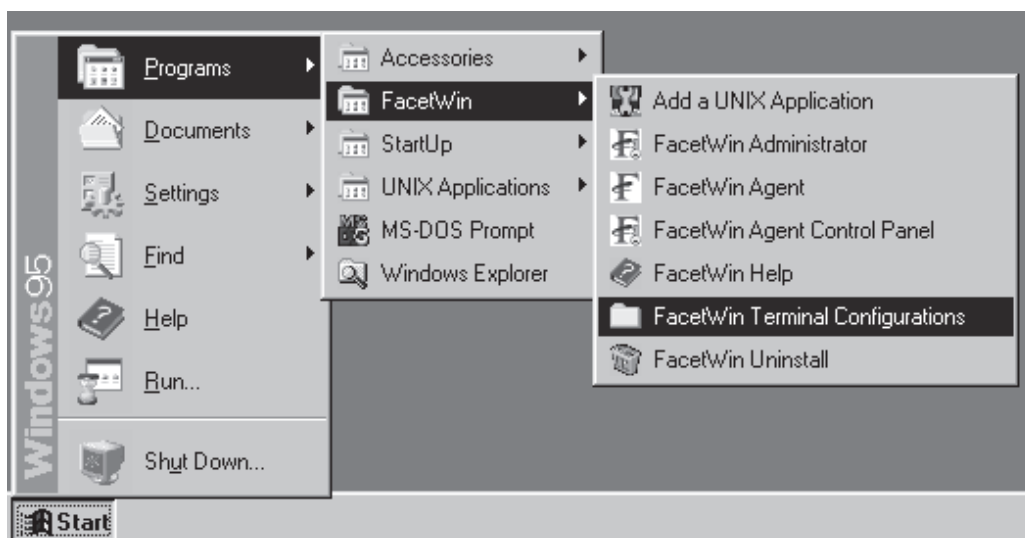 Programs
Documents
Settings
Find
Help
Run...
Shut Down...
Windows95
Start
Accessories
FacetWin
StartUp
UNIX Applications
MS-DOS Prompt
Windows Explorer
Add a UNIX Application
FacetWin Administrator
FacetWin Agent
FacetWin Agent Control Panel
FacetWin Help
FacetWin Terminal Configurations
FacetWin Uninstall